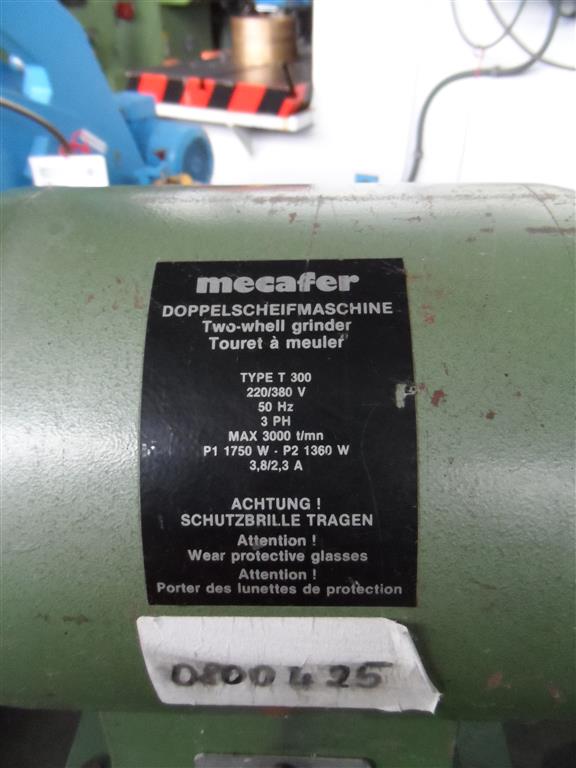 mecafer
DOPPELSCHEIFMASCHINE
Two-whell grinder
Touret à meuler
TYPE T 300
220/380 V
50 Hz
3 PH
MAX 3000 t/mn
P1 1750 W - P2 1360 W
3,8/2,3 A
ACHTUNG !
SCHUTZBRILLE TRAGEN
Attention !
Wear protective glasses
Attention !
Porter des lunettes de protection
0800425